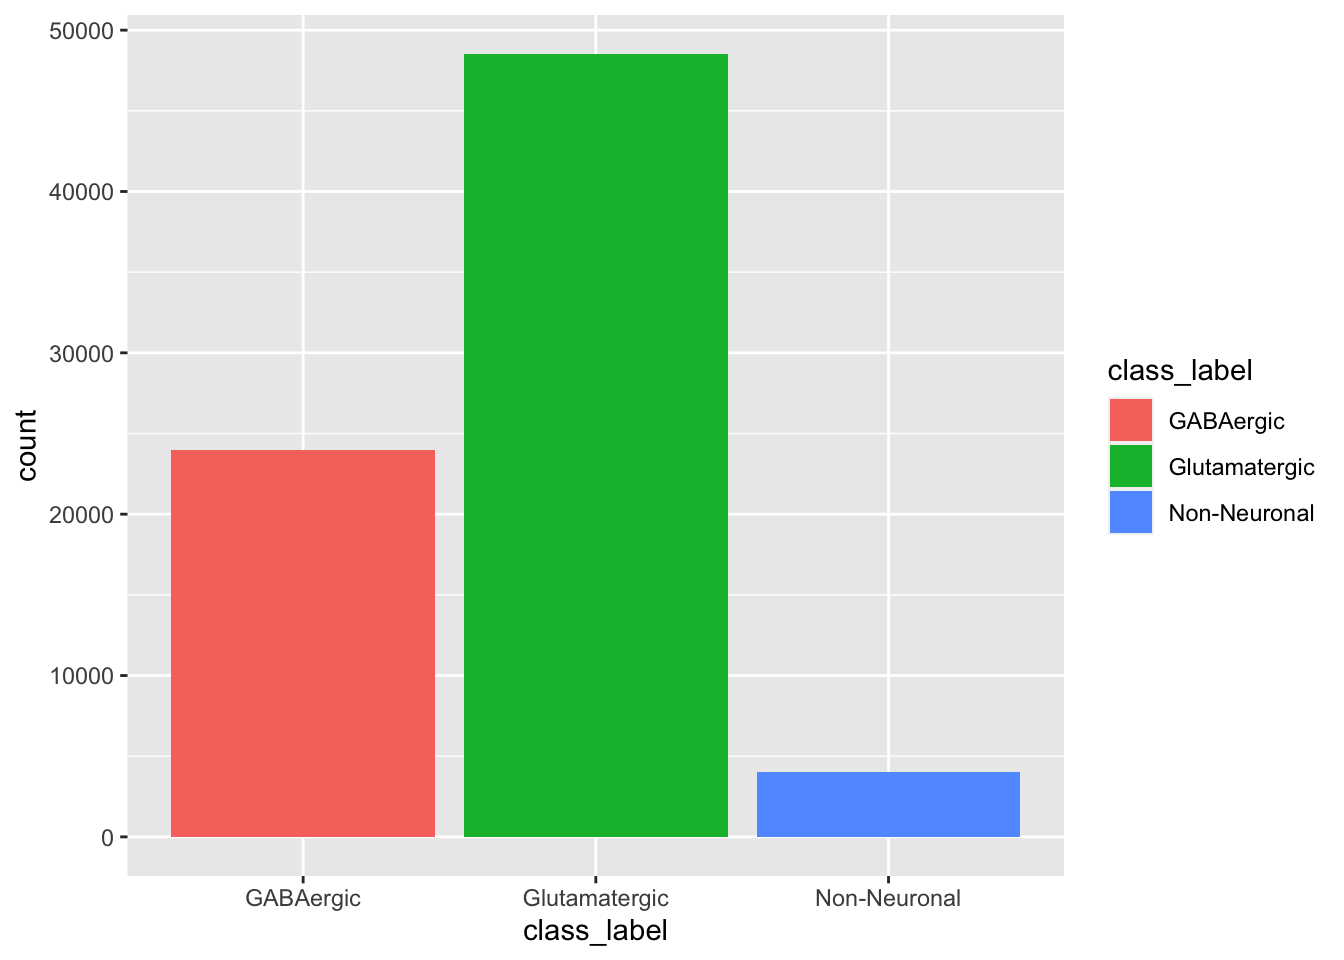 50000
40000
30000
20000
10000
0
count
GABAergic Glutamatergic Non-Neuronal
class_label
class_label
GABAergic
Glutamatergic
Non-Neuronal